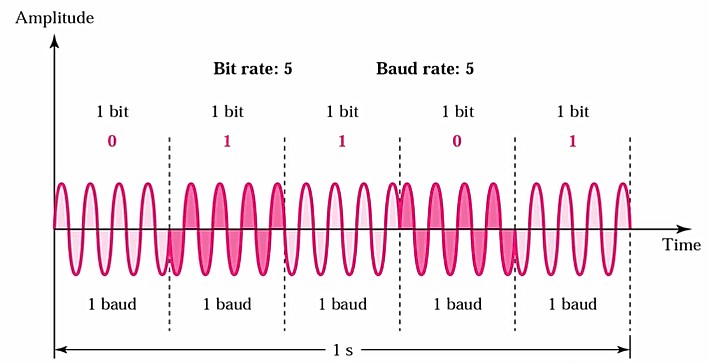 Amplitude
Bit rate: 5 Baud rate: 5
1 bit 1 bit 1 bit 1 bit 1 bit
0 1 1 0 1
Time
1 baud 1 baud 1 baud 1 baud 1 baud
1 s